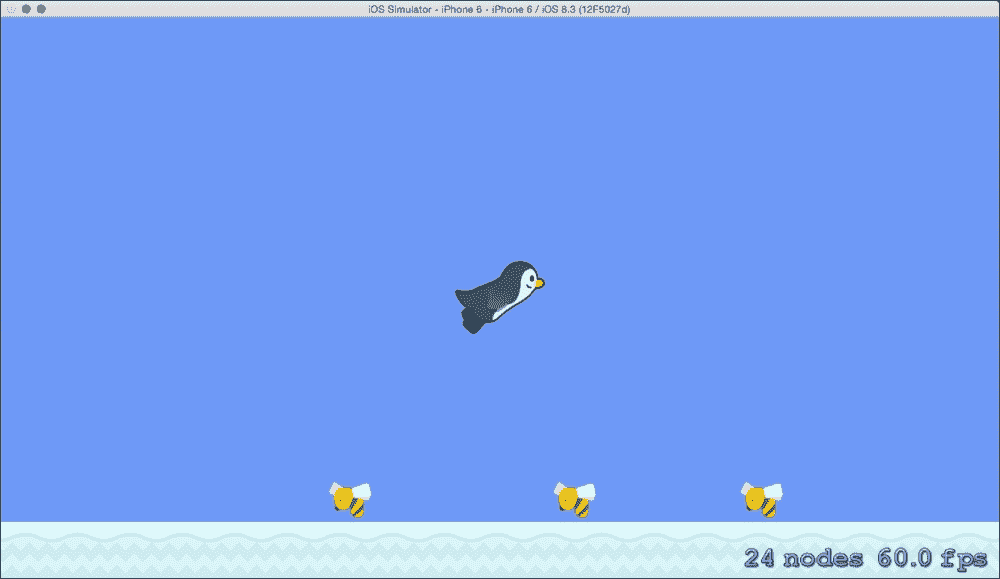 iOS Simulator - iPhone 6 - iPhone 6 / iOS 8.3 (12F5027d)
24 nodes 60.0 fps